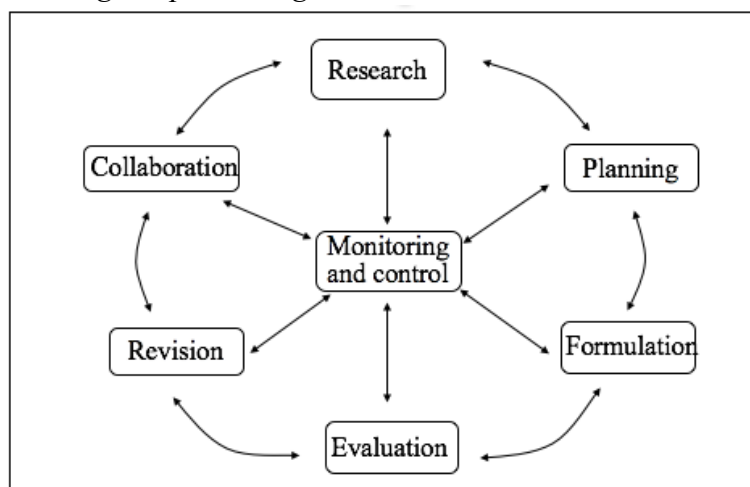 Research
Collaboration
Planning
Monitoring
and control
Revision
Formulation
Evaluation